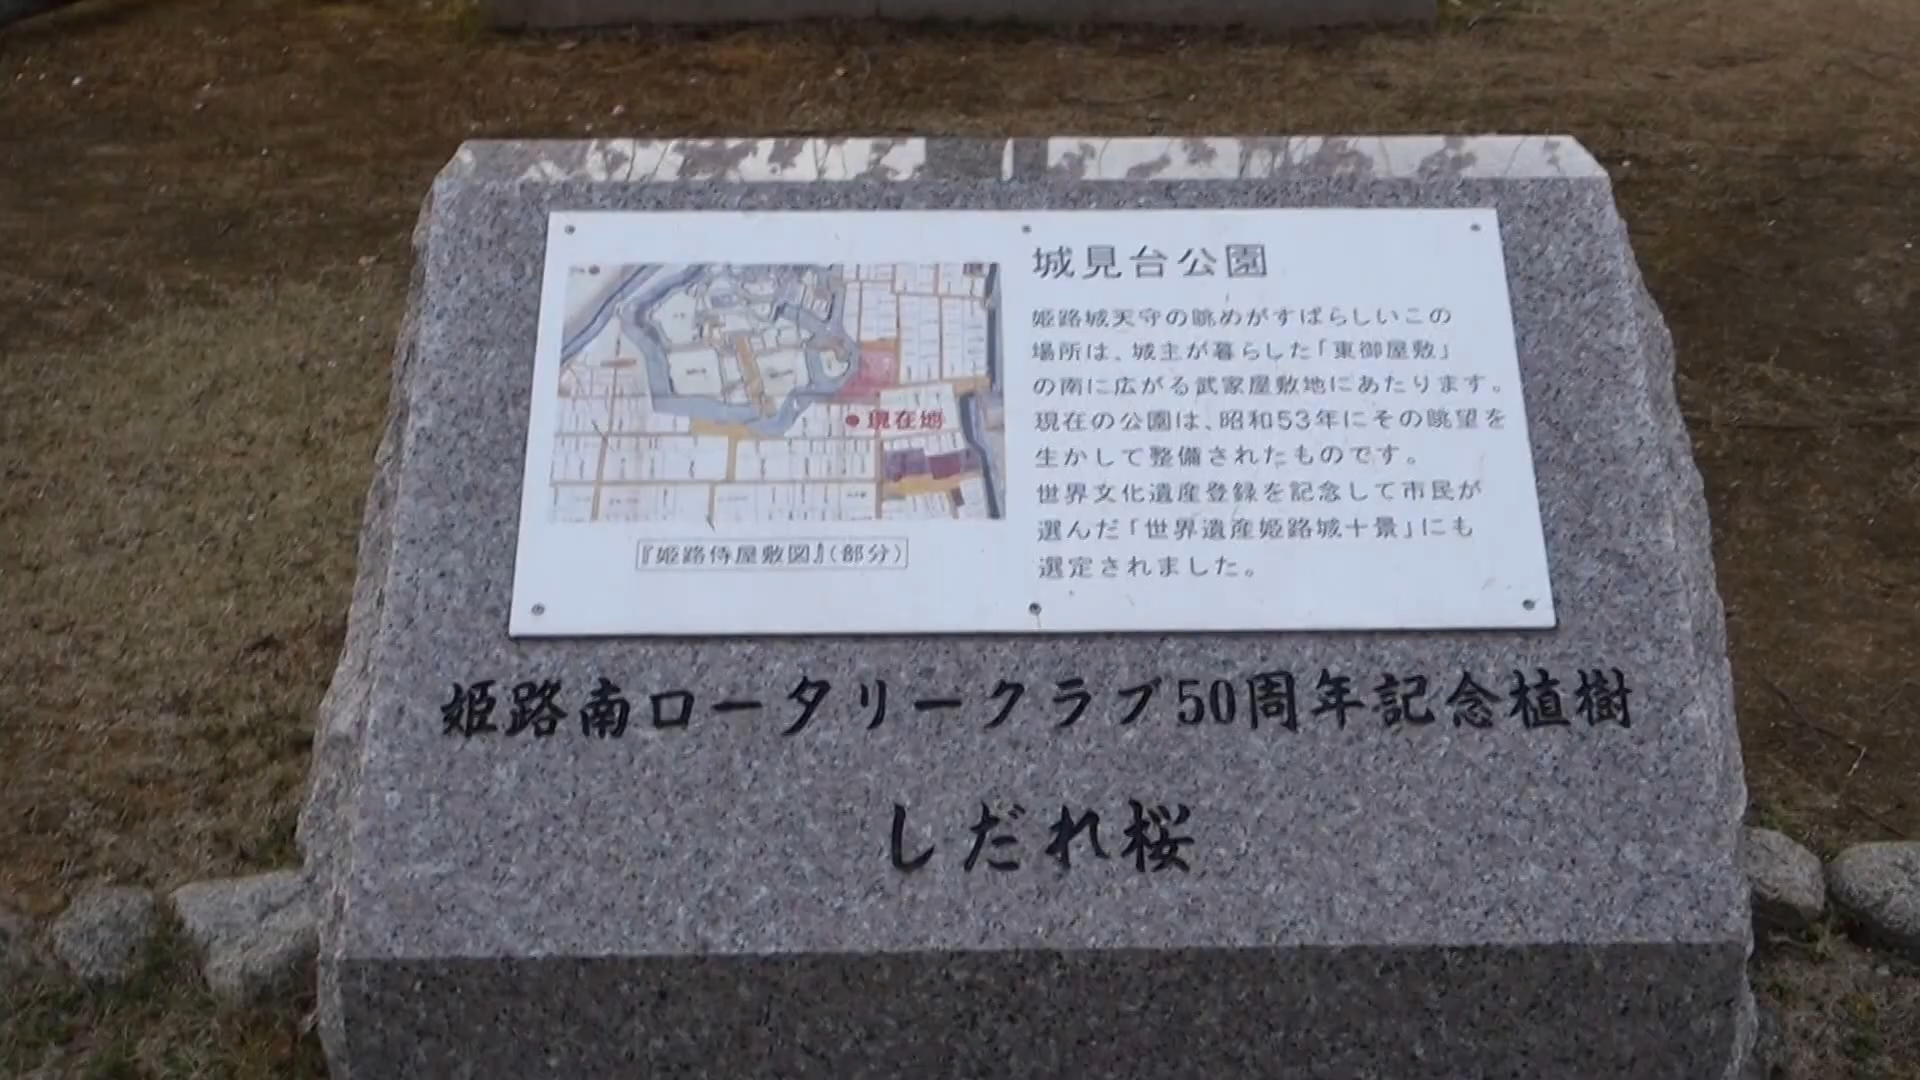 城見台公園
姫路城天守の眺めがすばらしいこの
場所は、城主が暮らした「東御屋敷」
の南に広がる武家屋敷地にあたります。
現在の公園は、昭和53年にその眺望を
生かして整備されたものです。
世界文化遺産登録を記念して市民が
選んだ「世界遺産姫路城十景」にも
選定されました。
現在地
『姫路侍屋敷図』(部分)
姫路南ロータリークラブ50周年記念植樹
しだれ桜